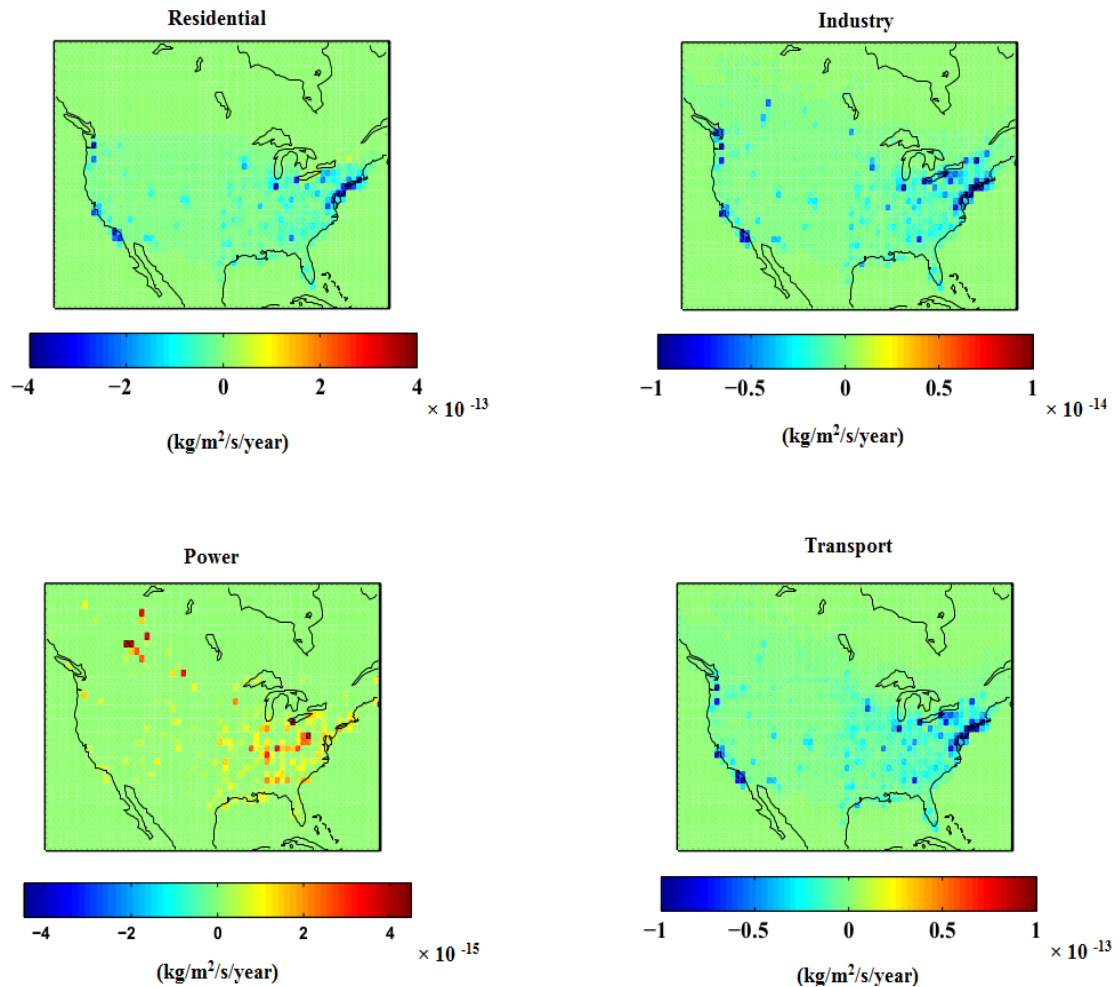 Residential
Industry
−4 −2 0 2 4
× 10 -13
(kg/m²/s/year)
−1 −0.5 0 0.5 1
× 10 -14
(kg/m²/s/year)
Power
Transport
−4 −2 0 2 4
× 10 -15
(kg/m²/s/year)
−1 −0.5 0 0.5 1
× 10 -13
(kg/m²/s/year)